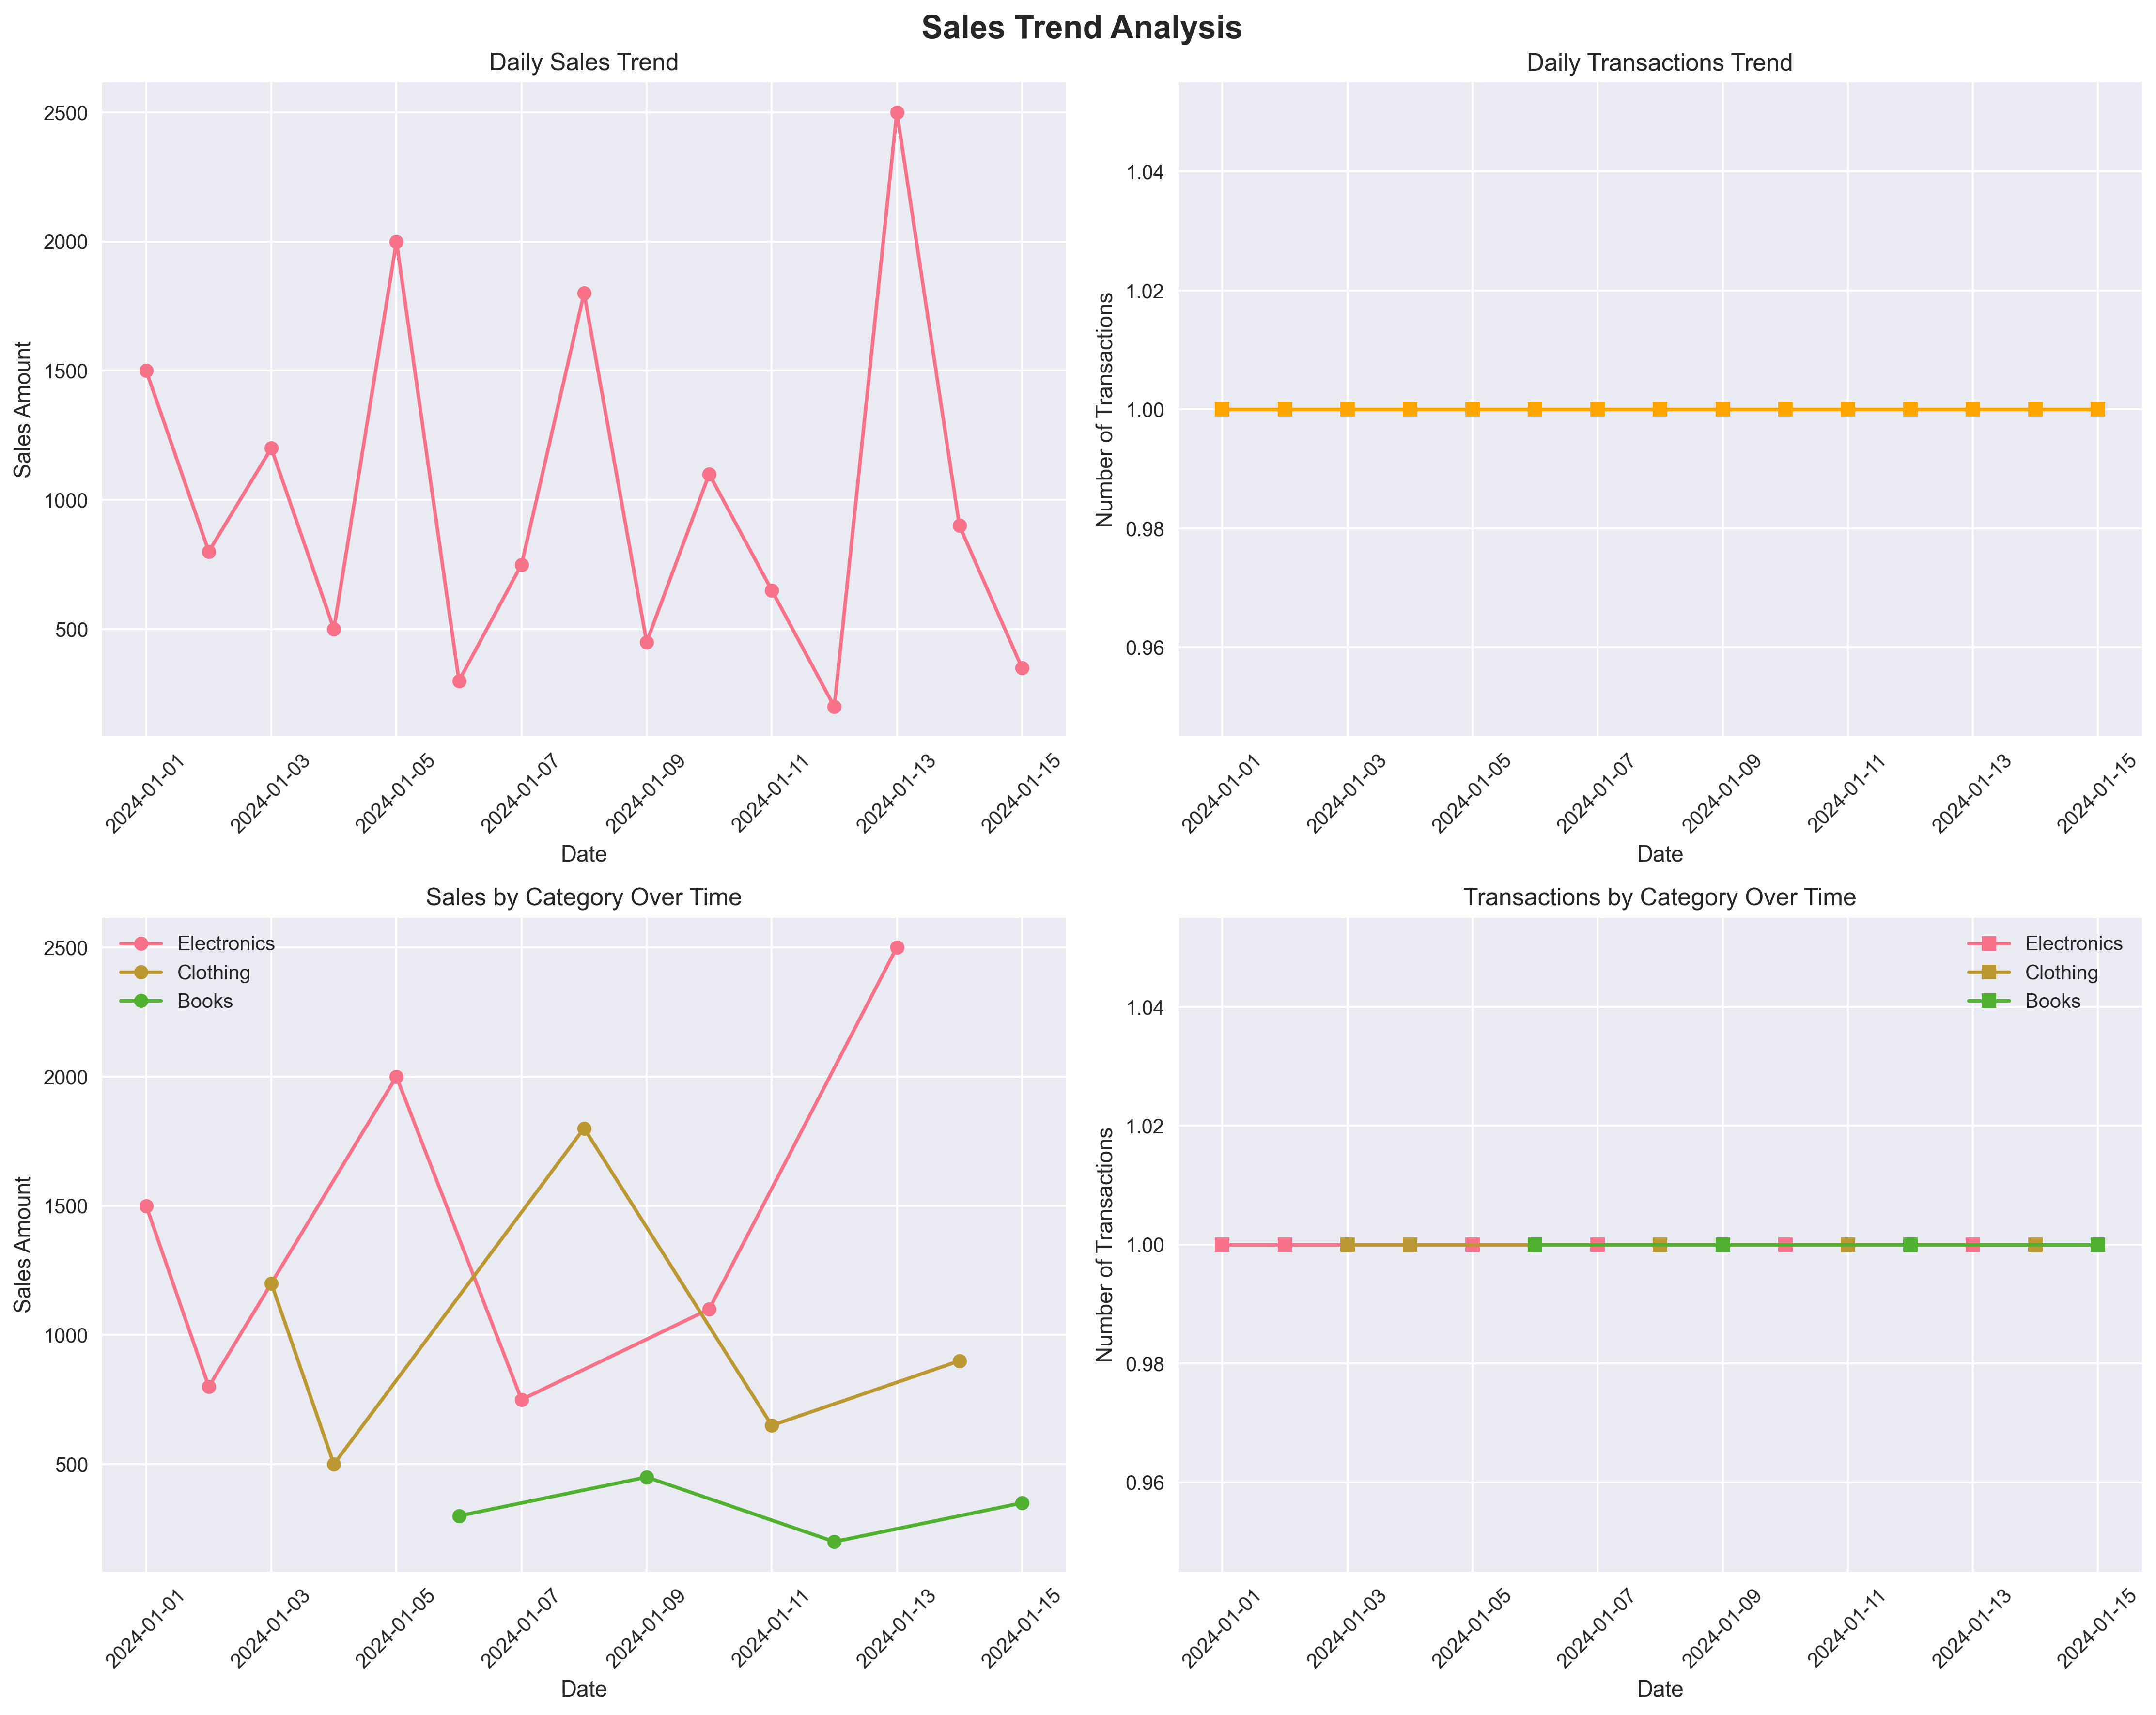 Sales Trend Analysis
Daily Sales Trend
2500
2000
1500
1000
500
Sales Amount
2024-01-01
2024-01-03
2024-01-05
2024-01-07
2024-01-09
2024-01-11
2024-01-13
2024-01-15
Date
Daily Transactions Trend
1.04
1.02
1.00
0.98
0.96
Number of Transactions
2024-01-01
2024-01-03
2024-01-05
2024-01-07
2024-01-09
2024-01-11
2024-01-13
2024-01-15
Date
Sales by Category Over Time
Electronics
Clothing
Books
2500
2000
1500
1000
500
Sales Amount
2024-01-01
2024-01-03
2024-01-05
2024-01-07
2024-01-09
2024-01-11
2024-01-13
2024-01-15
Date
Transactions by Category Over Time
Electronics
Clothing
Books
1.04
1.02
1.00
0.98
0.96
Number of Transactions
2024-01-01
2024-01-03
2024-01-05
2024-01-07
2024-01-09
2024-01-11
2024-01-13
2024-01-15
Date